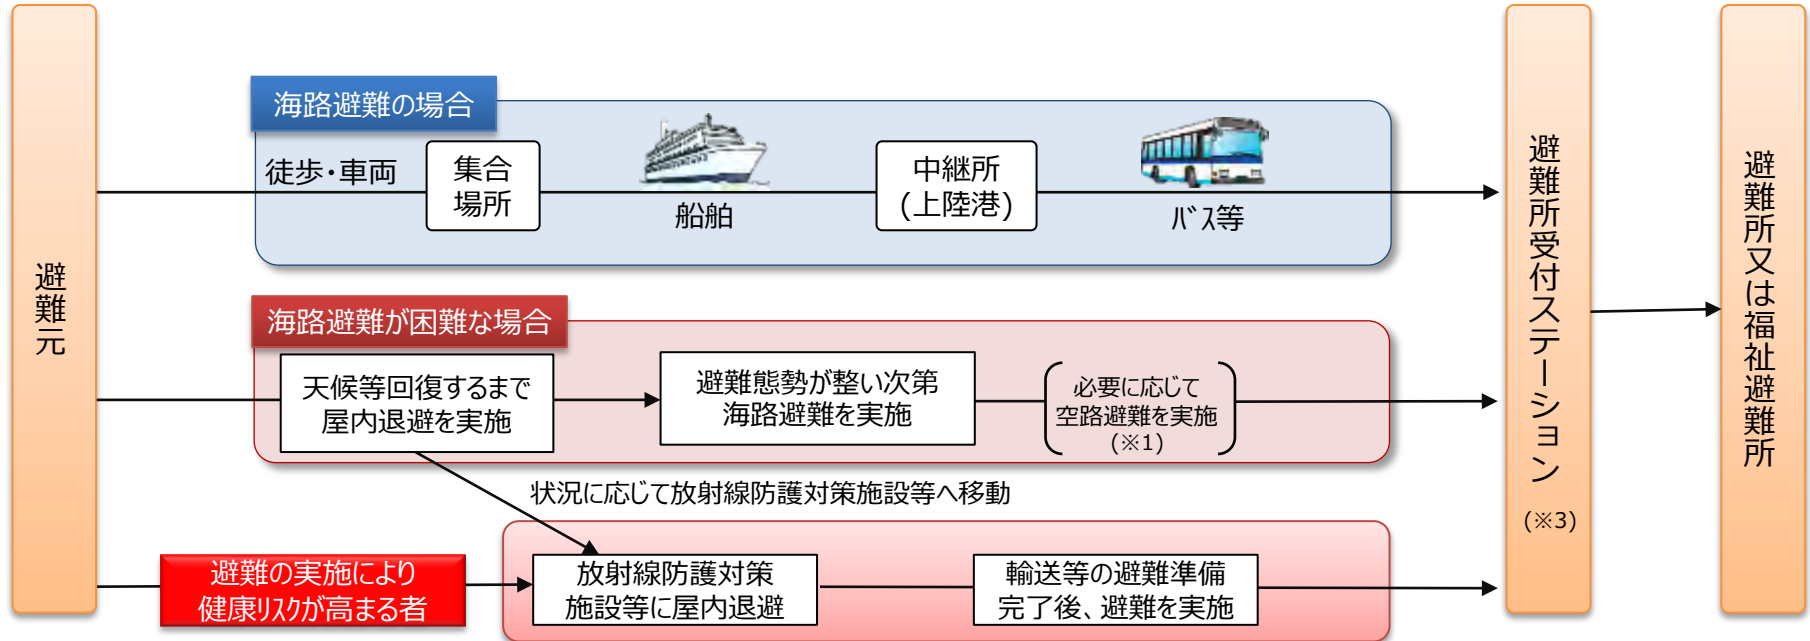 避難元
海路避難の場合
徒歩・車両
集合
場所
船舶
中継所
(上陸港)
バス等
海路避難が困難な場合
天候等回復するまで
屋内退避を実施
避難態勢が整い次第
海路避難を実施
必要に応じて
空路避難を実施
(※1)
状況に応じて放射線防護対策施設等へ移動
避難の実施により
健康リスクが高まる者
放射線防護対策
施設等に屋内退避
輸送等の避難準備
完了後、避難を実施
避難所受付ステーション
(※3)
避難所又は福祉避難所